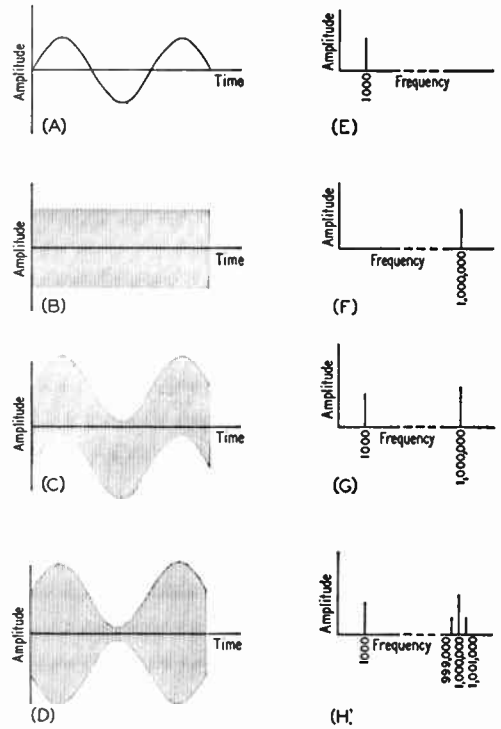 Amplitude
Time
(A)
Amplitude
1000
Frequency
(E)
Amplitude
Time
(B)
Amplitude
Frequency
1,000,000
(F)
Amplitude
Time
(C)
Amplitude
1000
Frequency
1,000,000
(G)
Amplitude
Time
(D)
Amplitude
1000
Frequency
999,000
1,000,000
1,001,000
(H)